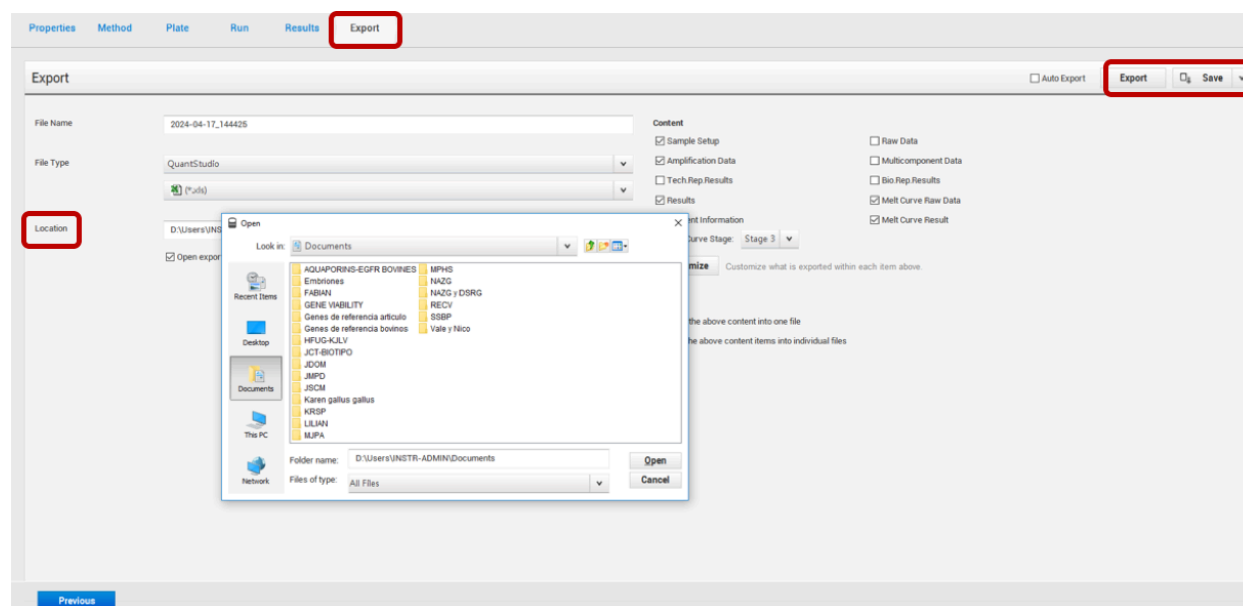 Properties Method Plate Run Results Export
Export
Auto Export Export Save
File Name 2024-04-17_144425
File Type QuantStudio
(*.xls)
Location D:\Users\INS
Open expor
Content
Sample Setup Raw Data
Amplification Data Multicomponent Data
Tech.Rep.Results Bio.Rep.Results
Results Melt Curve Raw Data
ent Information Melt Curve Result
Curve Stage: Stage 3
mize Customize what is exported within each item above
the above content into one file
he above content items into individual files
Open
Look in: Documents
Recent Items
Desktop
Documents
This PC
Network
AQUAPORINS-EGFR BOVINES MPHS
Embriones NAZG
FABIAN NAZG y DSRG
GENE VIABILITY RECV
Genes de referencia articulo SSBP
Genes de referencia bovinos Vale y Nico
HFUG-KJLV
JCT-BIOTIPO
JDOM
JMPD
JSCM
Karen gallus gallus
KRSP
LILIAN
MJPA
Folder name: D:\Users\INSTR-ADMIN\Documents Open
Files of type: All Files Cancel
Previous